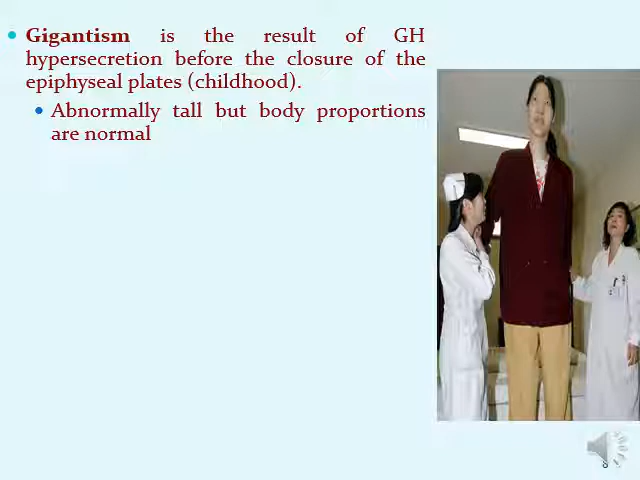 Gigantism is the result of GH
hypersecretion before the closure of the
epiphyseal plates (childhood).
Abnormally tall but body proportions
are normal
8